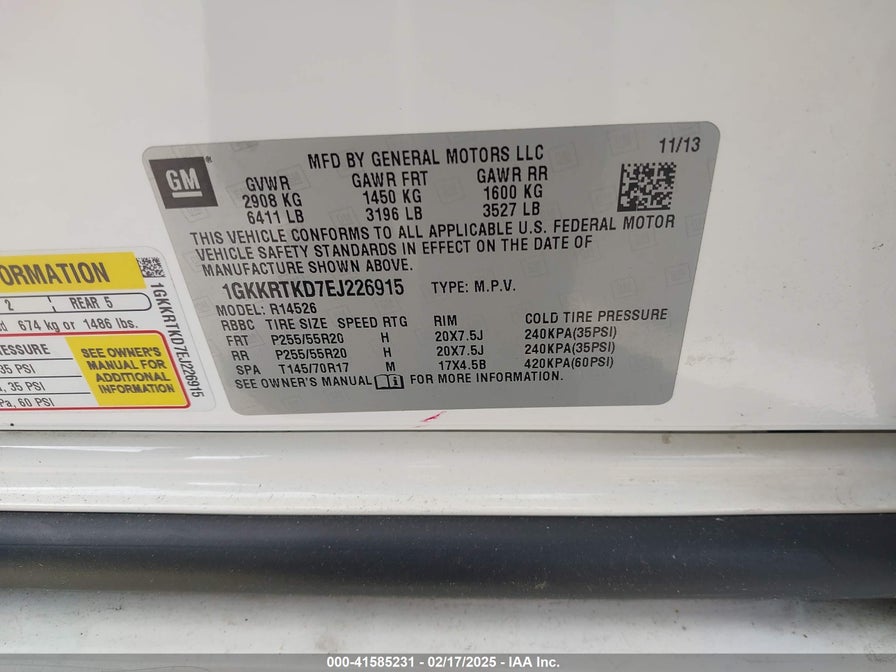 GM
MFD BY GENERAL MOTORS LLC
11/13
GVWR GAWR FRT GAWR RR
2908 KG 1450 KG 1600 KG
6411 LB 3196 LB 3527 LB
THIS VEHICLE CONFORMS TO ALL APPLICABLE U.S. FEDERAL MOTOR
VEHICLE SAFETY STANDARDS IN EFFECT ON THE DATE OF
MANUFACTURE SHOWN ABOVE.
1GKKRTKD7EJ226915 TYPE: M.P.V.
MODEL: R14526
RBBC TIRE SIZE SPEED RTG RIM COLD TIRE PRESSURE
FRT P255/55R20 H 20X7.5J 240KPA(35PSI)
RR P255/55R20 H 20X7.5J 240KPA(35PSI)
SPA T145/70R17 M 17X4.5B 420KPA(60PSI)
SEE OWNER'S MANUAL FOR MORE INFORMATION.
ORMATION
2 REAR 5
674 kg or 1486 lbs.
ESSURE
35 PSI
a, 35 PSI
Pa, 60 PSI
SEE OWNER'S
MANUAL FOR
ADDITIONAL
INFORMATION
1GKKRTKD7EJ226915
000-41585231 - 02/17/2025 - IAA Inc.